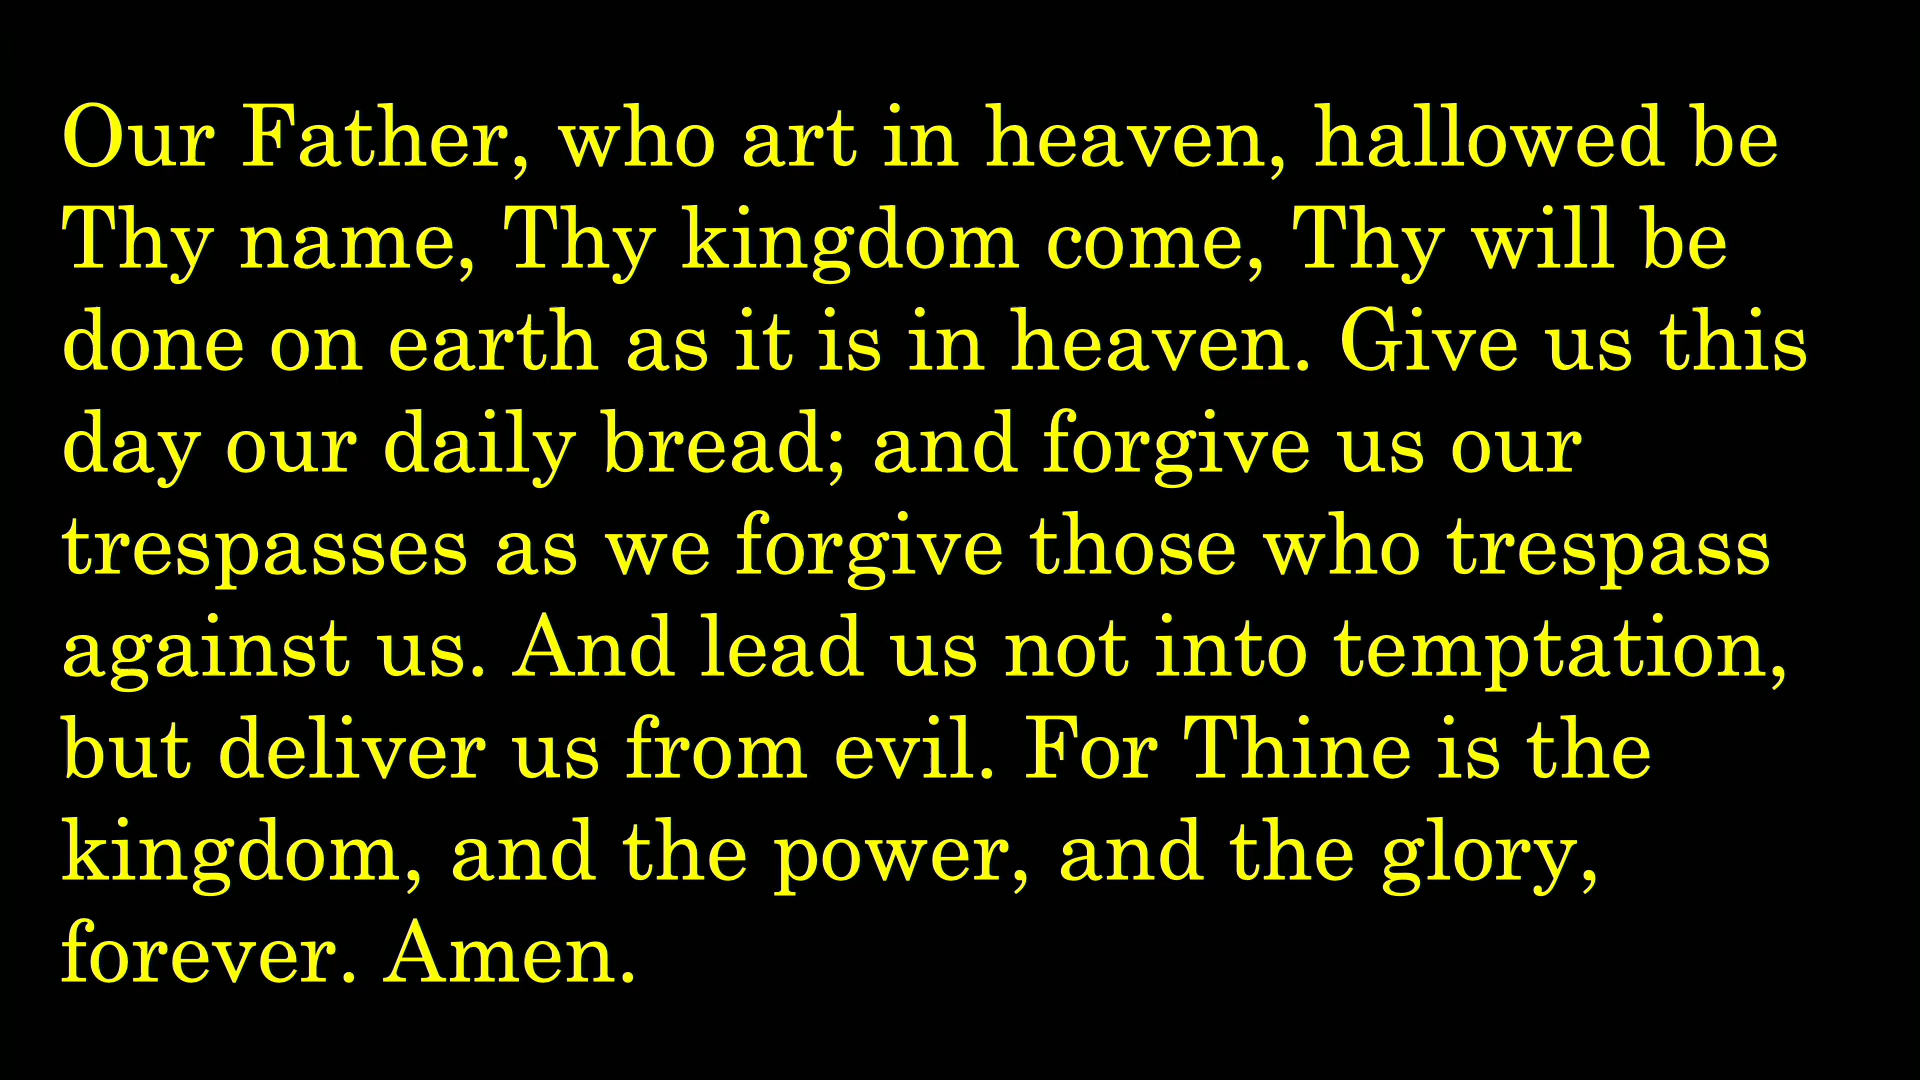 Our Father, who art in heaven, hallowed be
Thy name, Thy kingdom come, Thy will be
done on earth as it is in heaven. Give us this
day our daily bread; and forgive us our
trespasses as we forgive those who trespass
against us. And lead us not into temptation,
but deliver us from evil. For Thine is the
kingdom, and the power, and the glory,
forever. Amen.